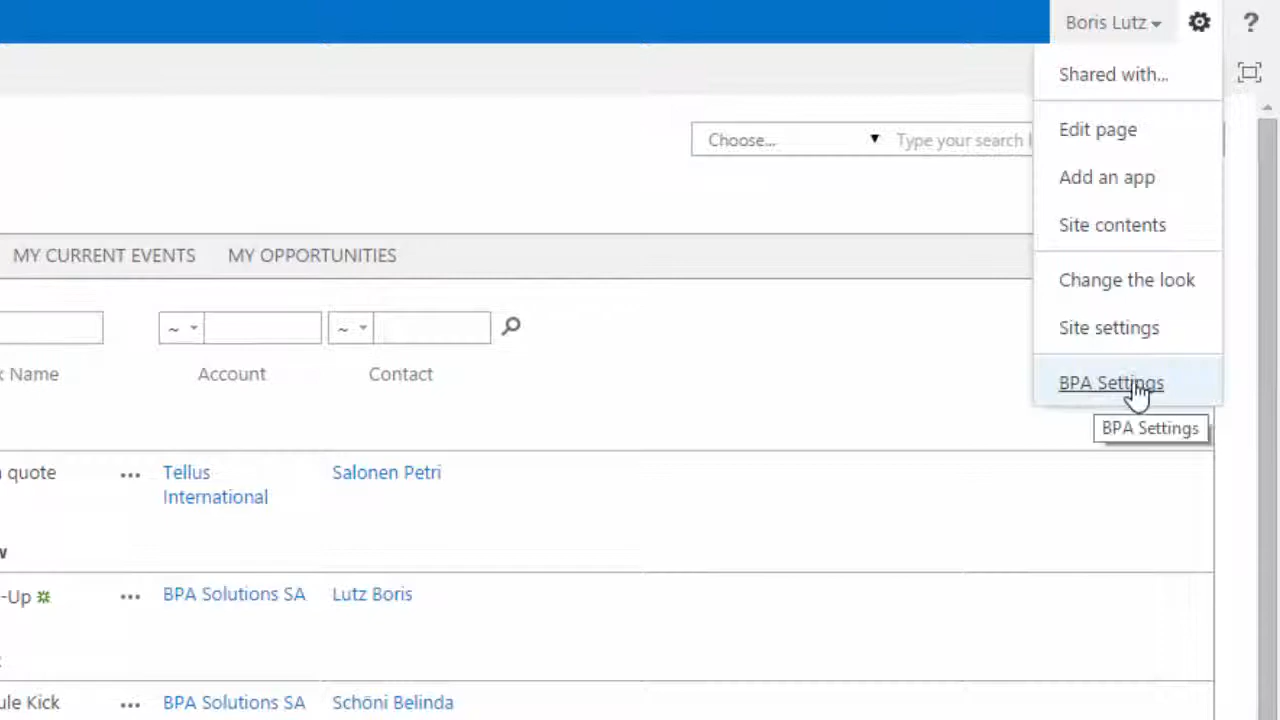 Boris Lutz
?
Shared with...
Edit page
Add an app
Site contents
Change the look
Site settings
BPA Settings
BPA Settings
Choose...
Type your search
MY CURRENT EVENTS MY OPPORTUNITIES
~ ~
Name Account Contact
quote ... Tellus International Salonen Petri
-Up ... BPA Solutions SA Lutz Boris
Kick ... BPA Solutions SA Schöni Belinda